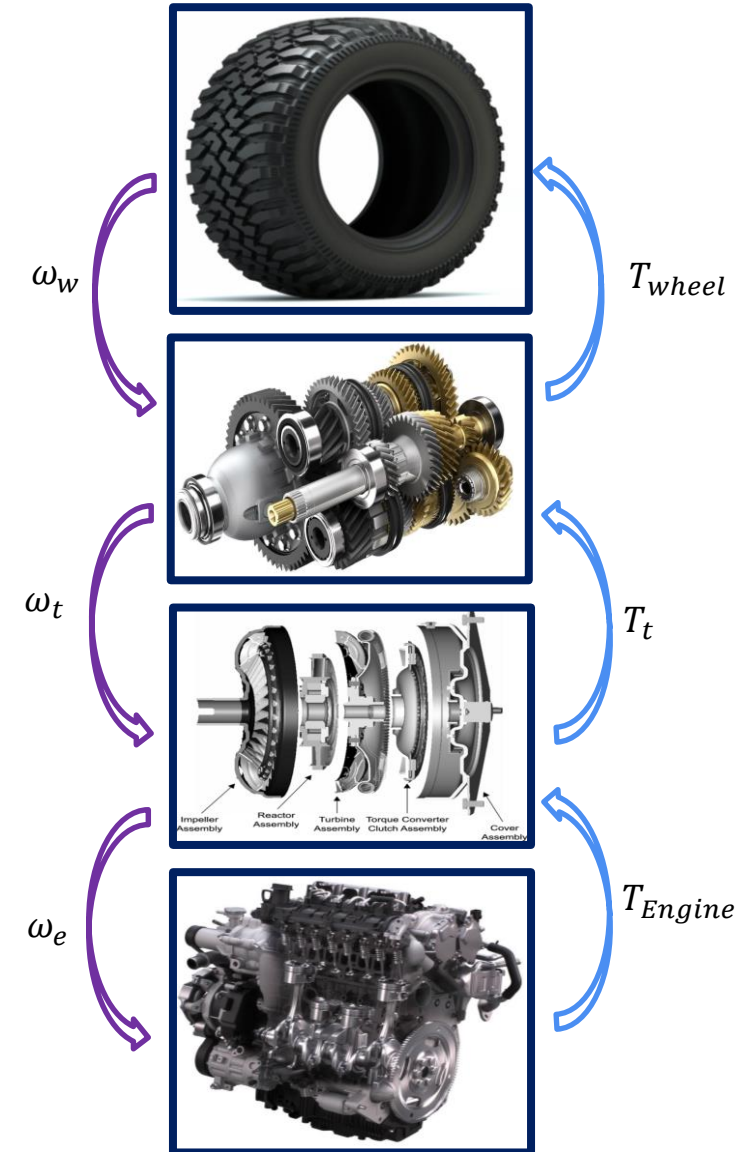 ω_w
T_wheel
ω_t
T_t
Impeller Assembly
Reactor Assembly
Turbine Assembly
Torque Converter Clutch Assembly
Cover Assembly
ω_e
T_Engine